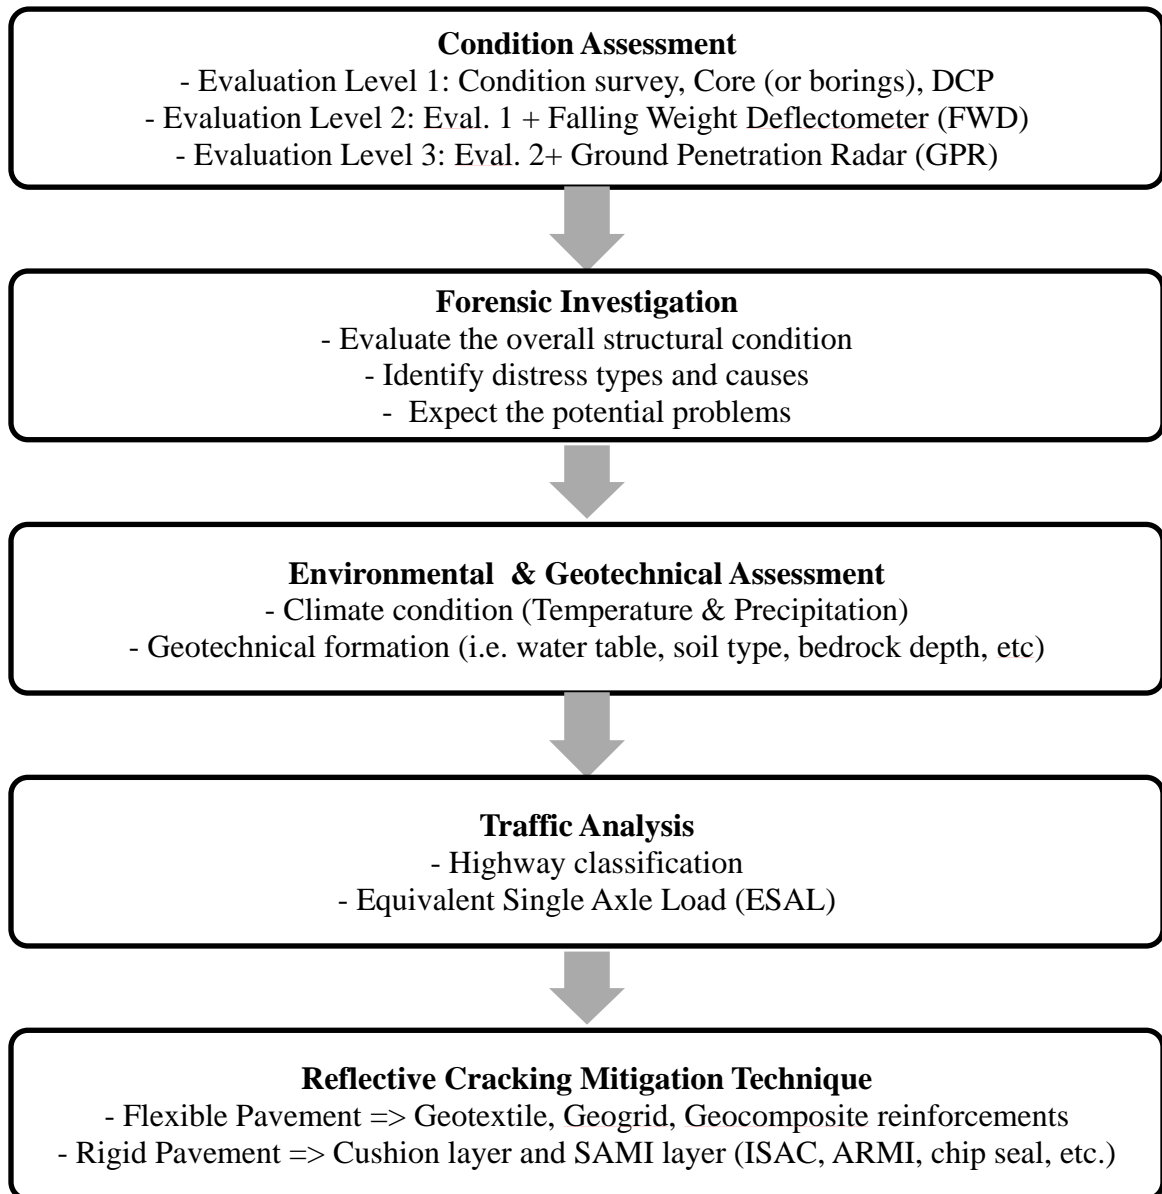 Condition Assessment
- Evaluation Level 1: Condition survey, Core (or borings), DCP
- Evaluation Level 2: Eval. 1 + Falling Weight Deflectometer (FWD)
- Evaluation Level 3: Eval. 2+ Ground Penetration Radar (GPR)
Forensic Investigation
- Evaluate the overall structural condition
- Identify distress types and causes
- Expect the potential problems
Environmental & Geotechnical Assessment
- Climate condition (Temperature & Precipitation)
- Geotechnical formation (i.e. water table, soil type, bedrock depth, etc)
Traffic Analysis
- Highway classification
- Equivalent Single Axle Load (ESAL)
Reflective Cracking Mitigation Technique
- Flexible Pavement => Geotextile, Geogrid, Geocomposite reinforcements
- Rigid Pavement => Cushion layer and SAMI layer (ISAC, ARMI, chip seal, etc.)